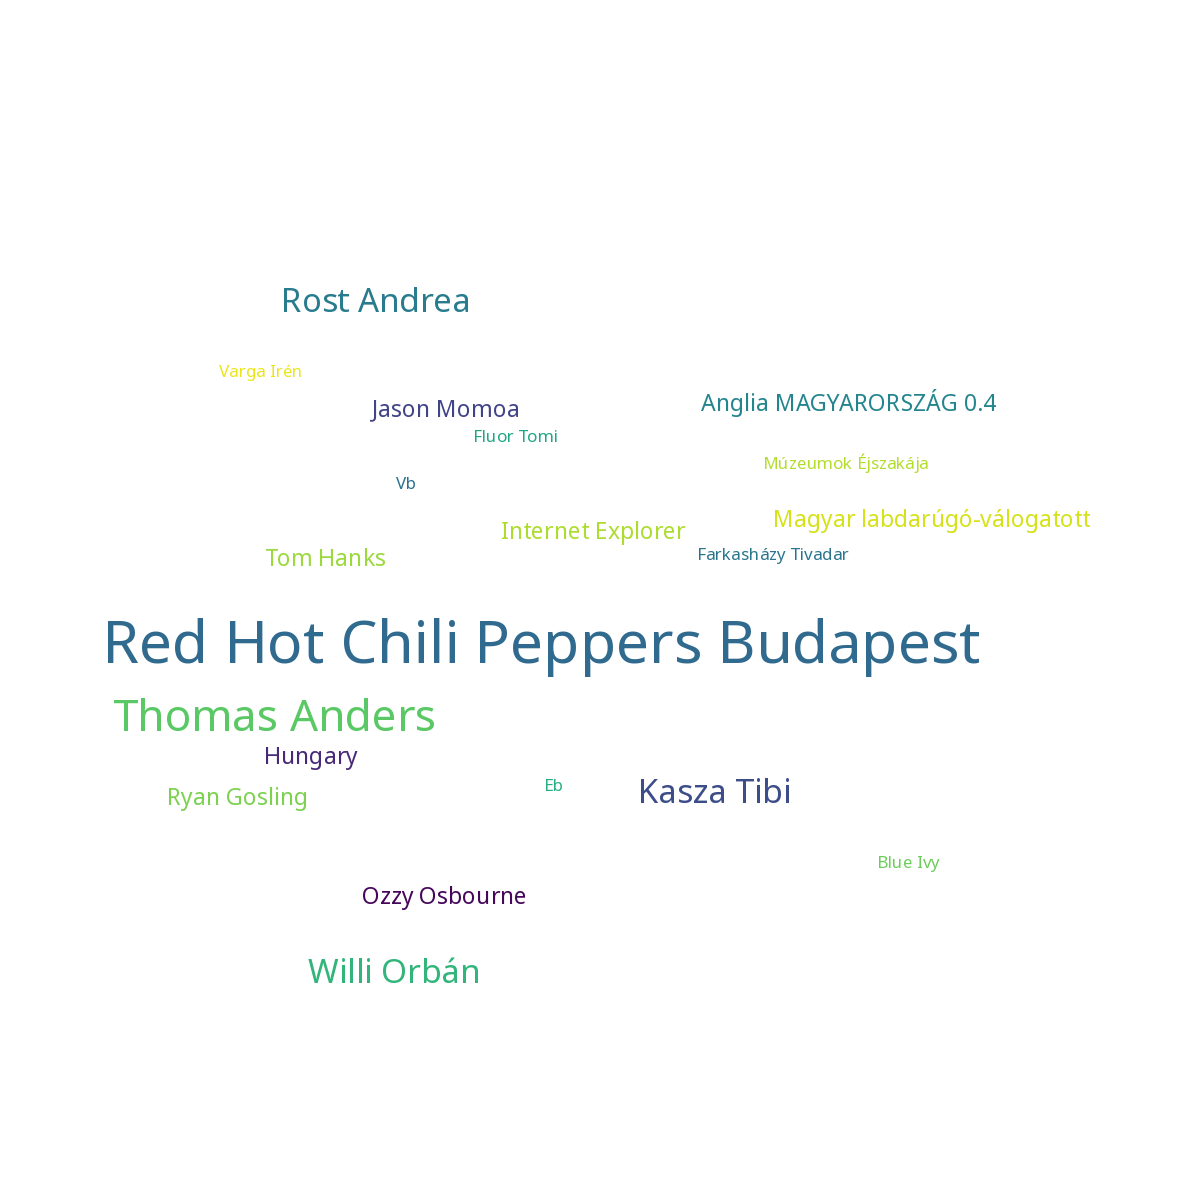 Rost Andrea
Varga Irén
Jason Momoa
Anglia MAGYARORSZÁG 0.4
Fluor Tomi
Múzeumok Éjszakája
Vb
Magyar labdarúgó-válogatott
Internet Explorer
Farkasházy Tivadar
Tom Hanks
Red Hot Chili Peppers Budapest
Thomas Anders
Hungary
Eb
Kasza Tibi
Ryan Gosling
Blue Ivy
Ozzy Osbourne
Willi Orbán